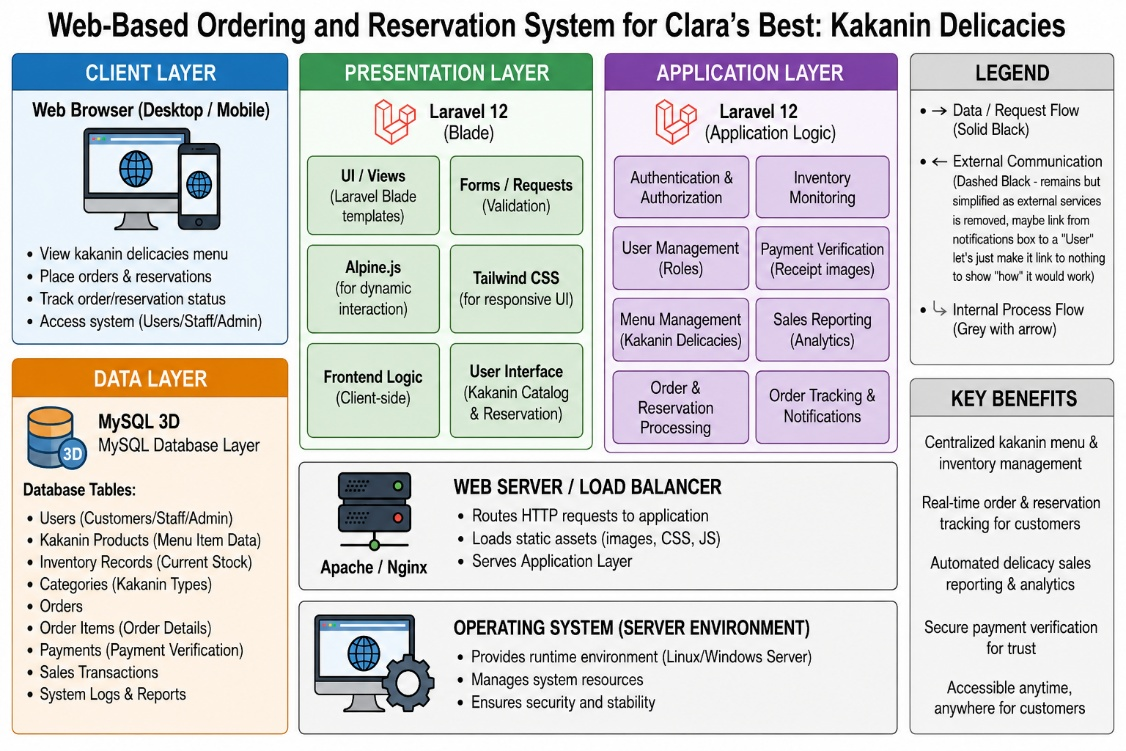 Web-Based Ordering and Reservation System for Clara's Best: Kakanin Delicacies
CLIENT LAYER
Web Browser (Desktop / Mobile)
• View kakanin delicacies menu
• Place orders & reservations
• Track order/reservation status
• Access system (Users/Staff/Admin)
DATA LAYER
3D
MySQL 3D
MySQL Database Layer
Database Tables:
• Users (Customers/Staff/Admin)
• Kakanin Products (Menu Item Data)
• Inventory Records (Current Stock)
• Categories (Kakanin Types)
• Orders
• Order Items (Order Details)
• Payments (Payment Verification)
• Sales Transactions
• System Logs & Reports
PRESENTATION LAYER
Laravel 12
(Blade)
UI / Views
(Laravel Blade
templates)
Forms / Requests
(Validation)
Alpine.js
(for dynamic
interaction)
Tailwind CSS
(for responsive UI)
Frontend Logic
(Client-side)
User Interface
(Kakanin Catalog
& Reservation)
APPLICATION LAYER
Laravel 12
(Application Logic)
Authentication &
Authorization
Inventory
Monitoring
User Management
(Roles)
Payment Verification
(Receipt images)
Menu Management
(Kakanin Delicacies)
Sales Reporting
(Analytics)
Order &
Reservation
Processing
Order Tracking &
Notifications
Apache / Nginx
WEB SERVER / LOAD BALANCER
• Routes HTTP requests to application
• Loads static assets (images, CSS, JS)
• Serves Application Layer
OPERATING SYSTEM (SERVER ENVIRONMENT)
• Provides runtime environment (Linux/Windows Server)
• Manages system resources
• Ensures security and stability
LEGEND
• → Data / Request Flow
(Solid Black)
• ← External Communication
(Dashed Black - remains but
simplified as external services
is removed, maybe link from
notifications box to a "User"
let's just make it link to nothing
to show "how" it would work)
• ↳ Internal Process Flow
(Grey with arrow)
KEY BENEFITS
Centralized kakanin menu &
inventory management
Real-time order & reservation
tracking for customers
Automated delicacy sales
reporting & analytics
Secure payment verification
for trust
Accessible anytime,
anywhere for customers